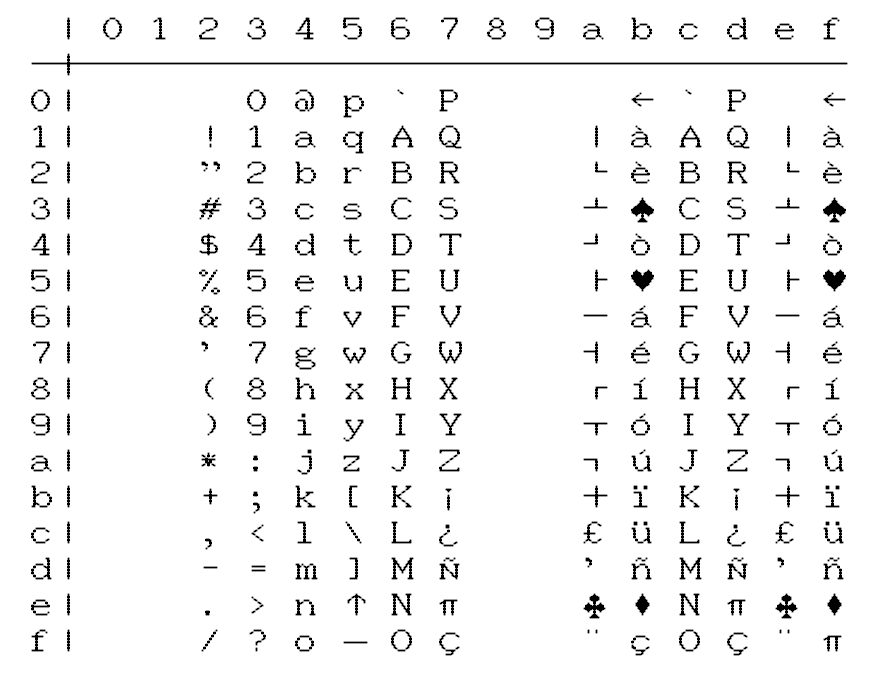 | 0 1 2 3 4 5 6 7 8 9 a b c d e f
0| 0 @ p ` P ← ` P ←
1| ! 1 a q A Q | à A Q | à
2| " 2 b r B R └ è B R └ è
3| # 3 c s C S ┴ ♠ C S ┴ ♠
4| $ 4 d t D T ┘ ò D T ┘ ò
5| % 5 e u E U ├ ♥ E U ├ ♥
6| & 6 f v F V ─ á F V ─ á
7| ' 7 g w G W ┤ é G W ┤ é
8| ( 8 h x H X ┌ í H X ┌ í
9| ) 9 i y I Y ┬ ó I Y ┬ ó
a| * : j z J Z ┐ ú J Z ┐ ú
b| + ; k [ K ¡ ┼ ï K ¡ ┼ ï
c| , < l \ L ¿ £ ü L ¿ £ ü
d| - = m ] M Ñ ' ñ M Ñ ' ñ
e| . > n ↑ N π ♣ ♦ N π ♣ ♦
f| / ? o — O Ç ¨ ç O Ç ¨ π